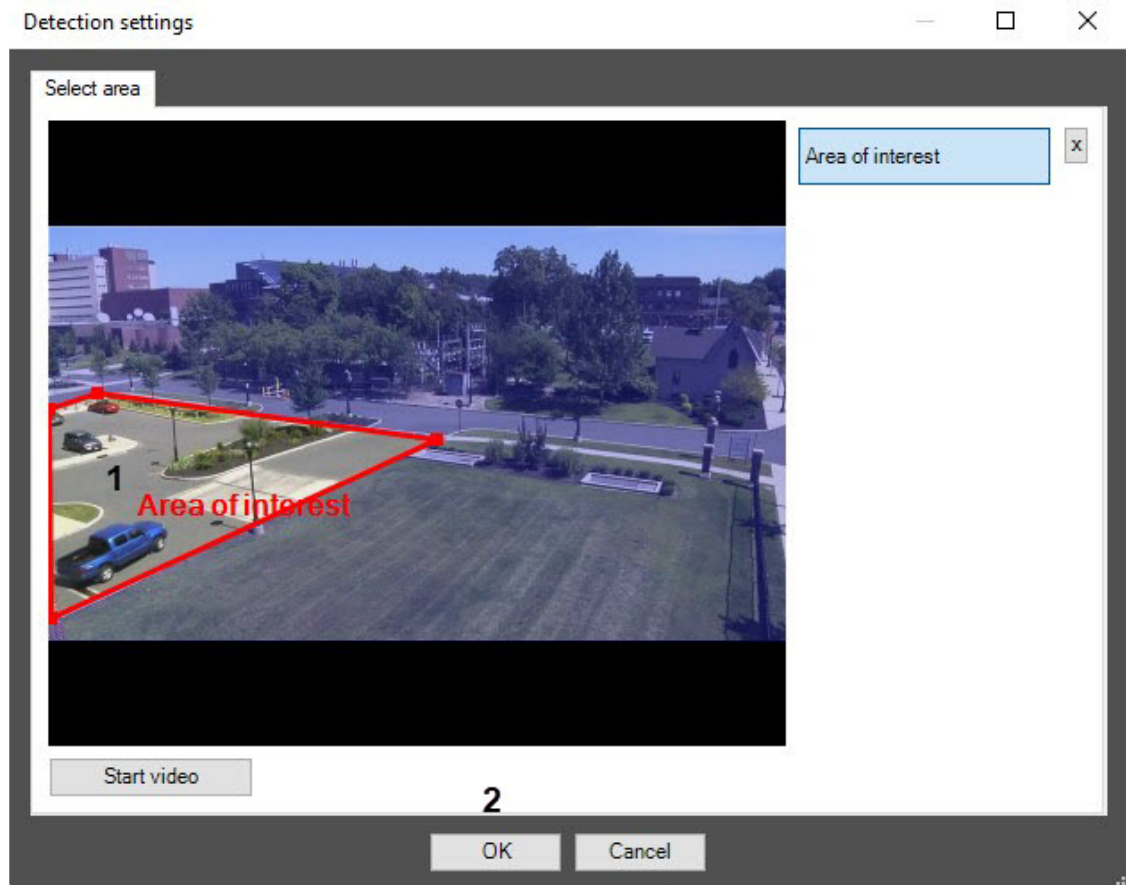 Detection settings
Select area
Area of interest
x
1
Area of interest
Start video
2
OK
Cancel